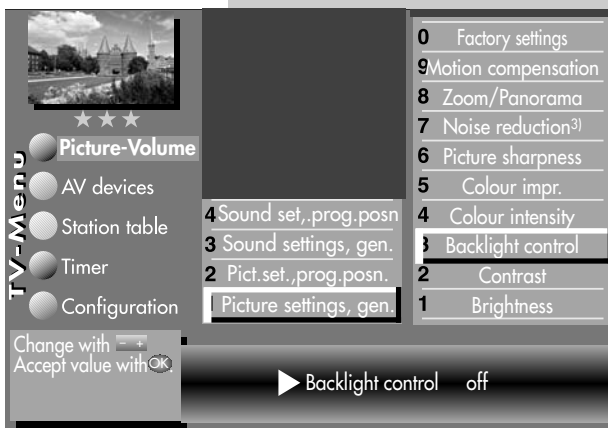 TV-Menu
Picture-Volume
AV devices
Station table
Timer
Configuration
4 Sound set,.prog.posn
3 Sound settings, gen.
2 Pict.set.,prog.posn.
Picture settings, gen.
0 Factory settings
9 Motion compensation
8 Zoom/Panorama
7 Noise reduction3)
6 Picture sharpness
5 Colour impr.
4 Colour intensity
3 Backlight control
2 Contrast
1 Brightness
Change with - +
Accept value with OK.
Backlight control off